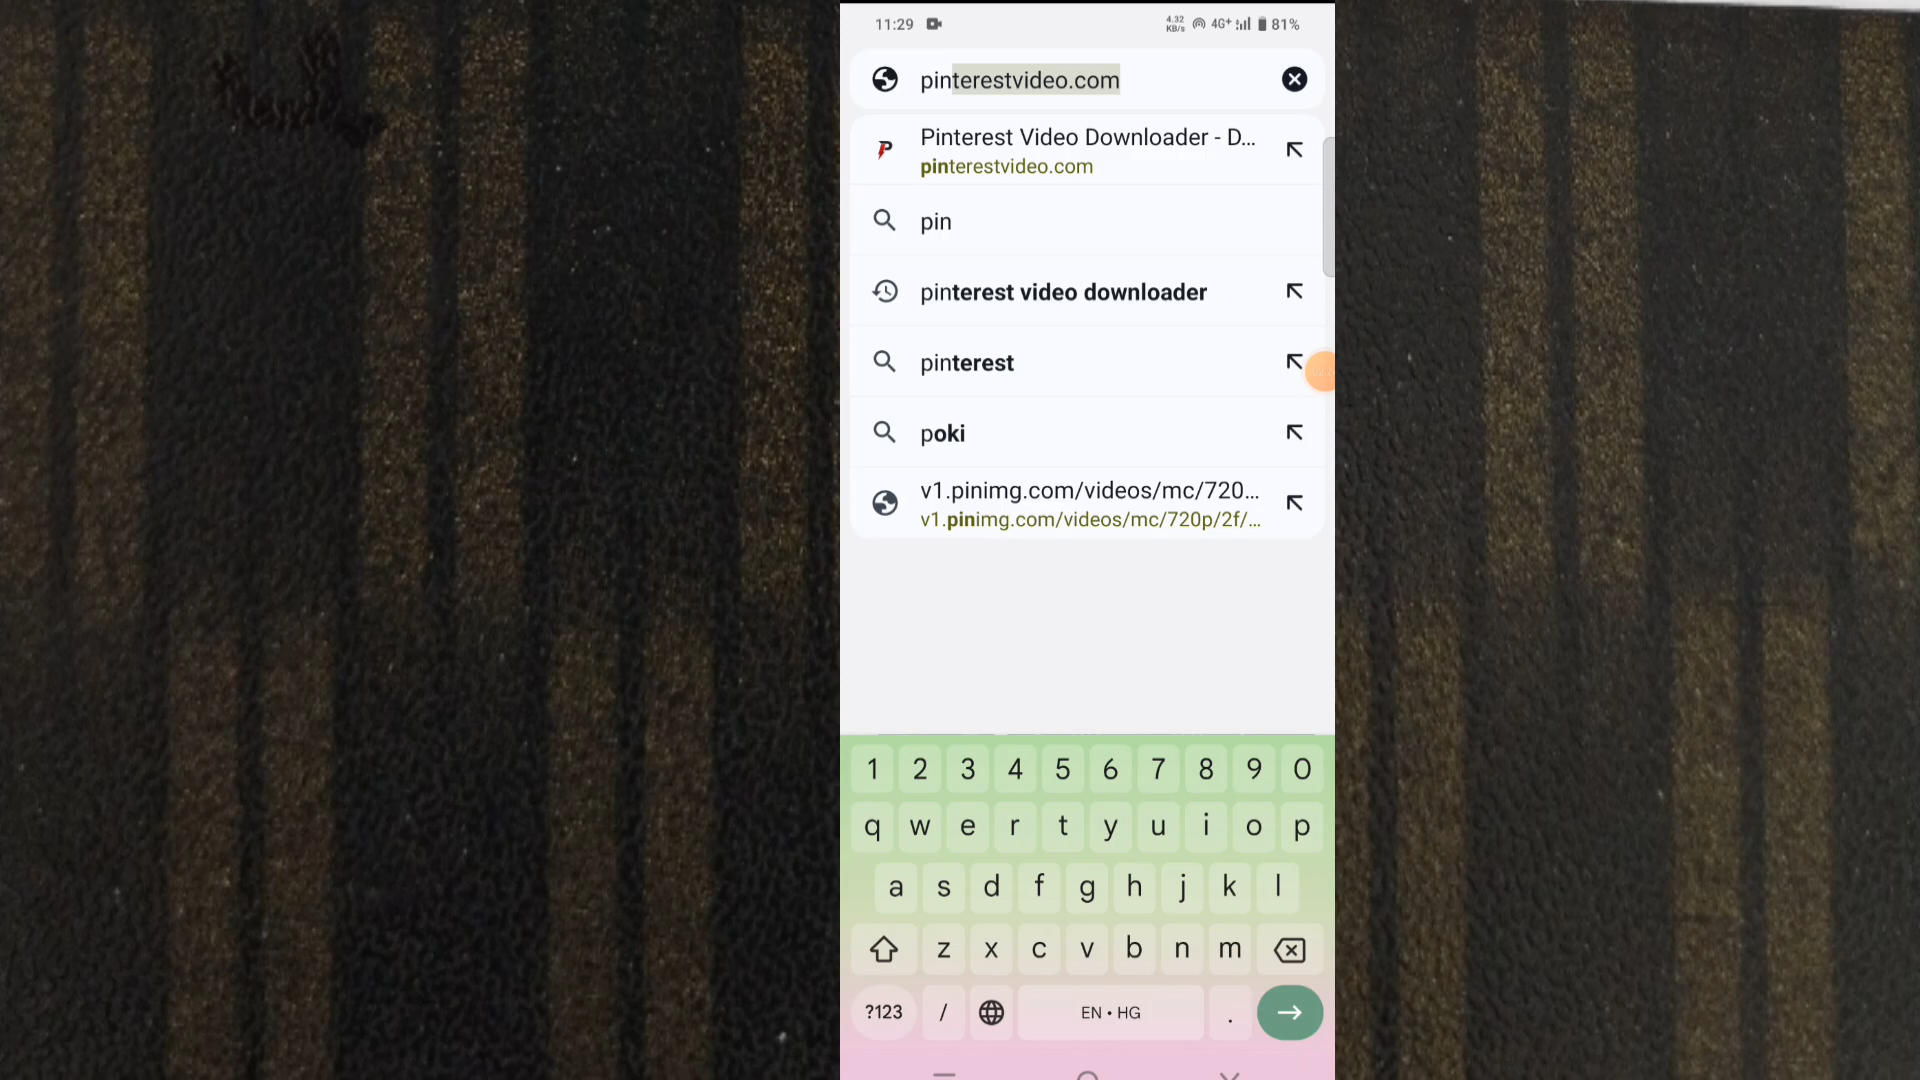 11:29
4.32 KB/s 4G+ 81%
pinterestvideo.com
Pinterest Video Downloader - D...
pinterestvideo.com
pin
pinterest video downloader
pinterest
poki
v1.pinimg.com/videos/mc/720...
v1.pinimg.com/videos/mc/720p/2f/...
1 2 3 4 5 6 7 8 9 0
q w e r t y u i o p
a s d f g h j k l
z x c v b n m
?123 / EN • HG .